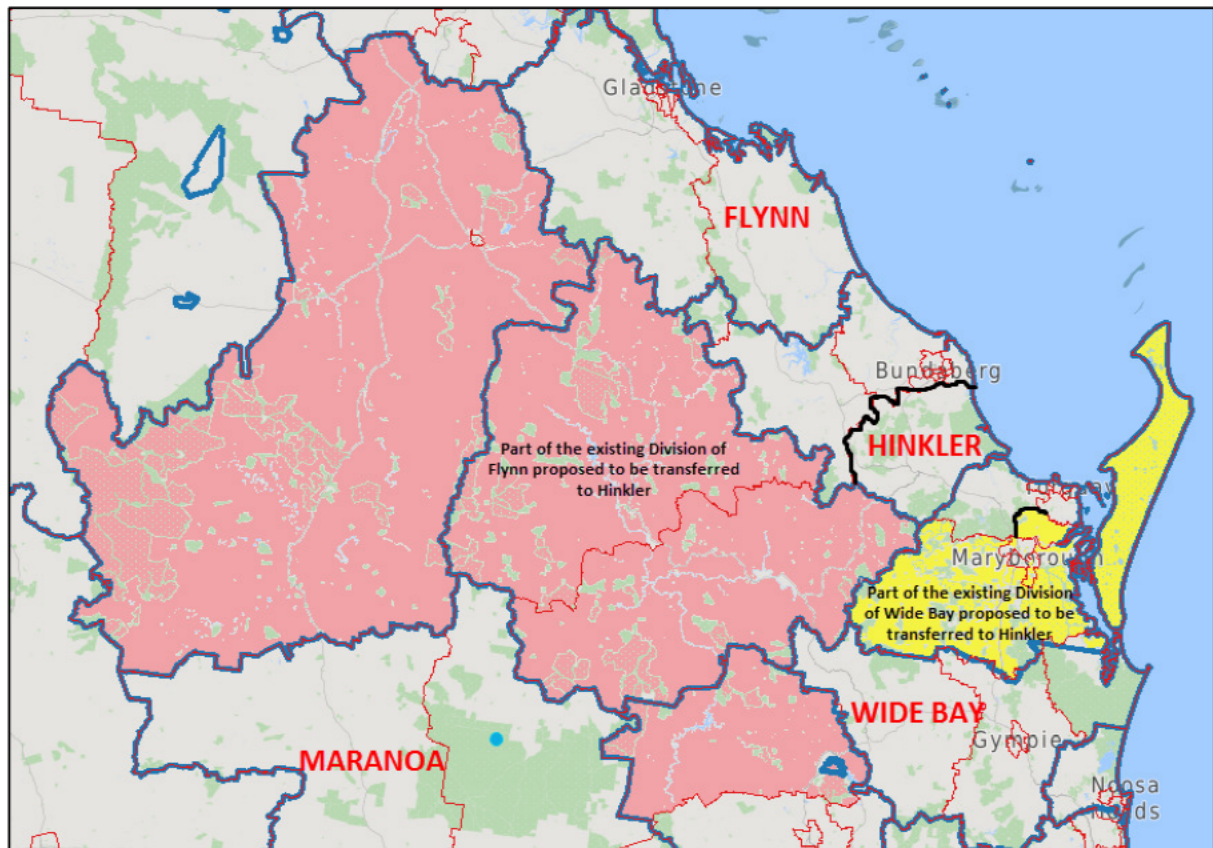 Gladstone
FLYNN
Bundaberg
HINKLER
Part of the existing Division of
Flynn proposed to be transferred
to Hinkler
Maryborough
Part of the existing Division
of Wide Bay proposed to be
transferred to Hinkler
WIDE BAY
Gympie
MARANOA
Noosa
Heads